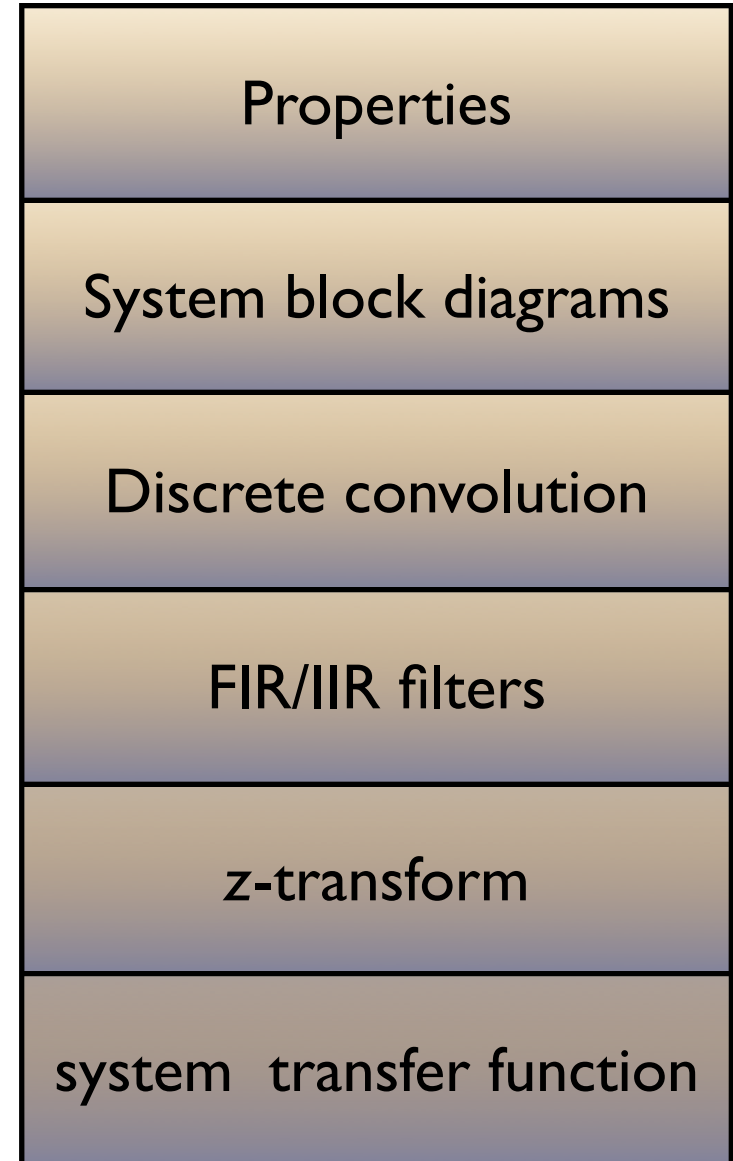 Properties
System block diagrams
Discrete convolution
FIR/IIR filters
z-transform
system transfer function